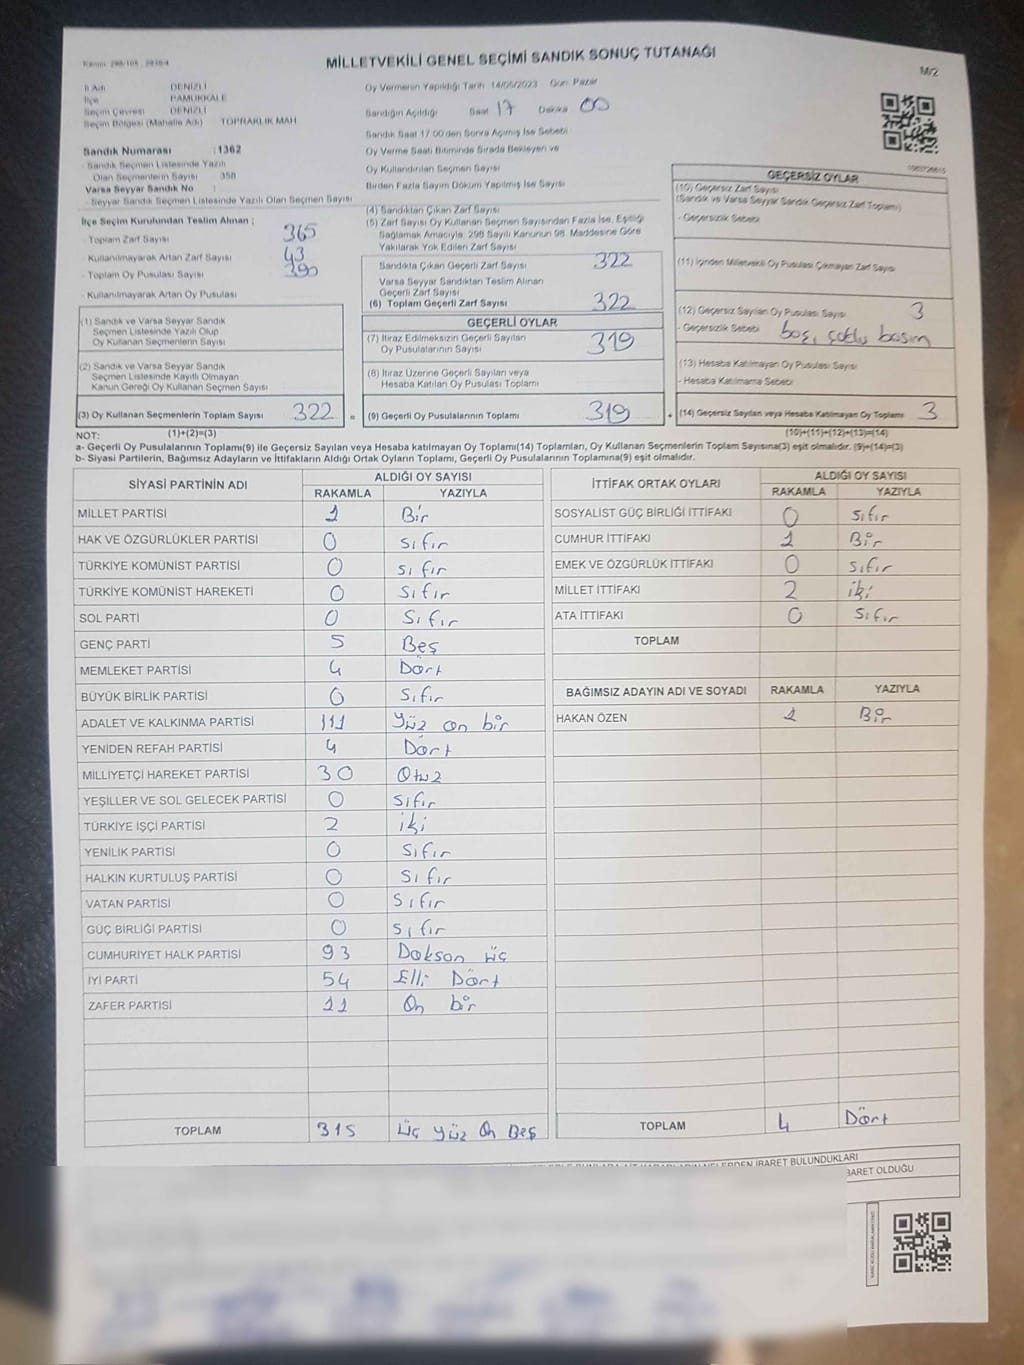 MİLLETVEKİLİ GENEL SEÇİMİ SANDIK SONUÇ TUTANAĞI
M/2
İl Adı DENİZLİ
İlçe PAMUKKALE
Seçim Çevresi DENİZLİ
Seçim Bölgesi (Mahalle Adı) TOPRAKLIK MAH.
Sandık Numarası : 1362
- Sandık Seçmen Listesinde Yazılı
Olan Seçmenlerin Sayısı 358
Varsa Seyyar Sandık No :
- Seyyar Sandık Seçmen Listesinde Yazılı Olan Seçmen Sayısı
İlçe Seçim Kurulundan Teslim Alınan ;
- Toplam Zarf Sayısı 365
- Kullanılmayarak Artan Zarf Sayısı 43
- Toplam Oy Pusulası Sayısı 390
- Kullanılmayarak Artan Oy Pusulası
(1) Sandık ve Varsa Seyyar Sandık
Seçmen Listesinde Yazılı Olup
Oy Kullanan Seçmenlerin Sayısı
(2) Sandık ve Varsa Seyyar Sandık
Seçmen Listesinde Kayıtlı Olmayan
Kanun Gereği Oy Kullanan Seçmen Sayısı
(3) Oy Kullanan Seçmenlerin Toplam Sayısı 322 =
(1)+(2)=(3)
Oy Vermenin Yapıldığı Tarih 14/05/2023 Gün: Pazar
Sandığın Açıldığı Saat 17 Dakika 00
Sandık Saat 17:00'den Sonra Açılmış İse Sebebi
Oy Verme Saati Bitiminde Sırada Bekleyen ve
Oy Kullandırılan Seçmen Sayısı
Birden Fazla Sayım Döküm Yapılmış İse Sayısı
(4) Sandıktan Çıkan Zarf Sayısı
(5) Zarf Sayısı Oy Kullanan Seçmen Sayısından Fazla İse, Eşitliği
Sağlamak Amacıyla, 298 Sayılı Kanunun 98. Maddesine Göre
Yakılarak Yok Edilen Zarf Sayısı
Sandıkta Çıkan Geçerli Zarf Sayısı 322
Varsa Seyyar Sandıktan Teslim Alınan
Geçerli Zarf Sayısı
(6) Toplam Geçerli Zarf Sayısı 322
GEÇERLİ OYLAR
(7) İtiraz Edilmeksizin Geçerli Sayılan
Oy Pusulalarının Sayısı 319
(8) İtiraz Üzerine Geçerli Sayılan veya
Hesaba Katılan Oy Pusulası Toplamı
(9) Geçerli Oy Pusulalarının Toplamı 319 +
GEÇERSİZ OYLAR
(10) Geçersiz Zarf Sayısı
(Sandık ve Varsa Seyyar Sandık Geçersiz Zarf Toplamı)
- Geçersizlik Sebebi
(11) İçinden Milletvekili Oy Pusulası Çıkmayan Zarf Sayısı
(12) Geçersiz Sayılan Oy Pusulası Sayısı 3
- Geçersizlik Sebebi boş, çoklu basım
(13) Hesaba Katılmayan Oy Pusulası Sayısı
- Hesaba Katılmama Sebebi
(14) Geçersiz Sayılan veya Hesaba Katılmayan Oy Toplamı 3
(10)+(11)+(12)+(13)=(14)
NOT:
a- Geçerli Oy Pusulalarının Toplamı(9) ile Geçersiz Sayılan veya Hesaba katılmayan Oy Toplamı(14) Toplamları, Oy Kullanan Seçmenlerin Toplam Sayısına(3) eşit olmalıdır. (9)+(14)=(3)
b- Siyasi Partilerin, Bağımsız Adayların ve İttifakların Aldığı Ortak Oyların Toplamı, Geçerli Oy Pusulalarının Toplamına(9) eşit olmalıdır.
SİYASİ PARTİNİN ADI ALDIĞI OY SAYISI
RAKAMLA YAZIYLA
MİLLET PARTİSİ 1 Bir
HAK VE ÖZGÜRLÜKLER PARTİSİ 0 Sıfır
TÜRKİYE KOMÜNİST PARTİSİ 0 Sıfır
TÜRKİYE KOMÜNİST HAREKETİ 0 Sıfır
SOL PARTİ 0 Sıfır
GENÇ PARTİ 5 Beş
MEMLEKET PARTİSİ 4 Dört
BÜYÜK BİRLİK PARTİSİ 0 Sıfır
ADALET VE KALKINMA PARTİSİ 111 Yüz on bir
YENİDEN REFAH PARTİSİ 4 Dört
MİLLİYETÇİ HAREKET PARTİSİ 30 Otuz
YEŞİLLER VE SOL GELECEK PARTİSİ 0 Sıfır
TÜRKİYE İŞÇİ PARTİSİ 2 iki
YENİLİK PARTİSİ 0 Sıfır
HALKIN KURTULUŞ PARTİSİ 0 Sıfır
VATAN PARTİSİ 0 Sıfır
GÜÇ BİRLİĞİ PARTİSİ 0 Sıfır
CUMHURİYET HALK PARTİSİ 93 Dokson üç
İYİ PARTİ 54 Elli Dört
ZAFER PARTİSİ 11 On bir
TOPLAM 315 Üç Yüz On Beş
İTTİFAK ORTAK OYLARI ALDIĞI OY SAYISI
RAKAMLA YAZIYLA
SOSYALİST GÜÇ BİRLİĞİ İTTİFAKI 0 Sıfır
CUMHUR İTTİFAKI 1 Bir
EMEK VE ÖZGÜRLÜK İTTİFAKI 0 Sıfır
MİLLET İTTİFAKI 2 iki
ATA İTTİFAKI 0 Sıfır
TOPLAM
BAĞIMSIZ ADAYIN ADI VE SOYADI RAKAMLA YAZIYLA
HAKAN ÖZEN 1 Bir
TOPLAM 4 Dört
İBARET BULUNDUKLARI
OLDUĞU